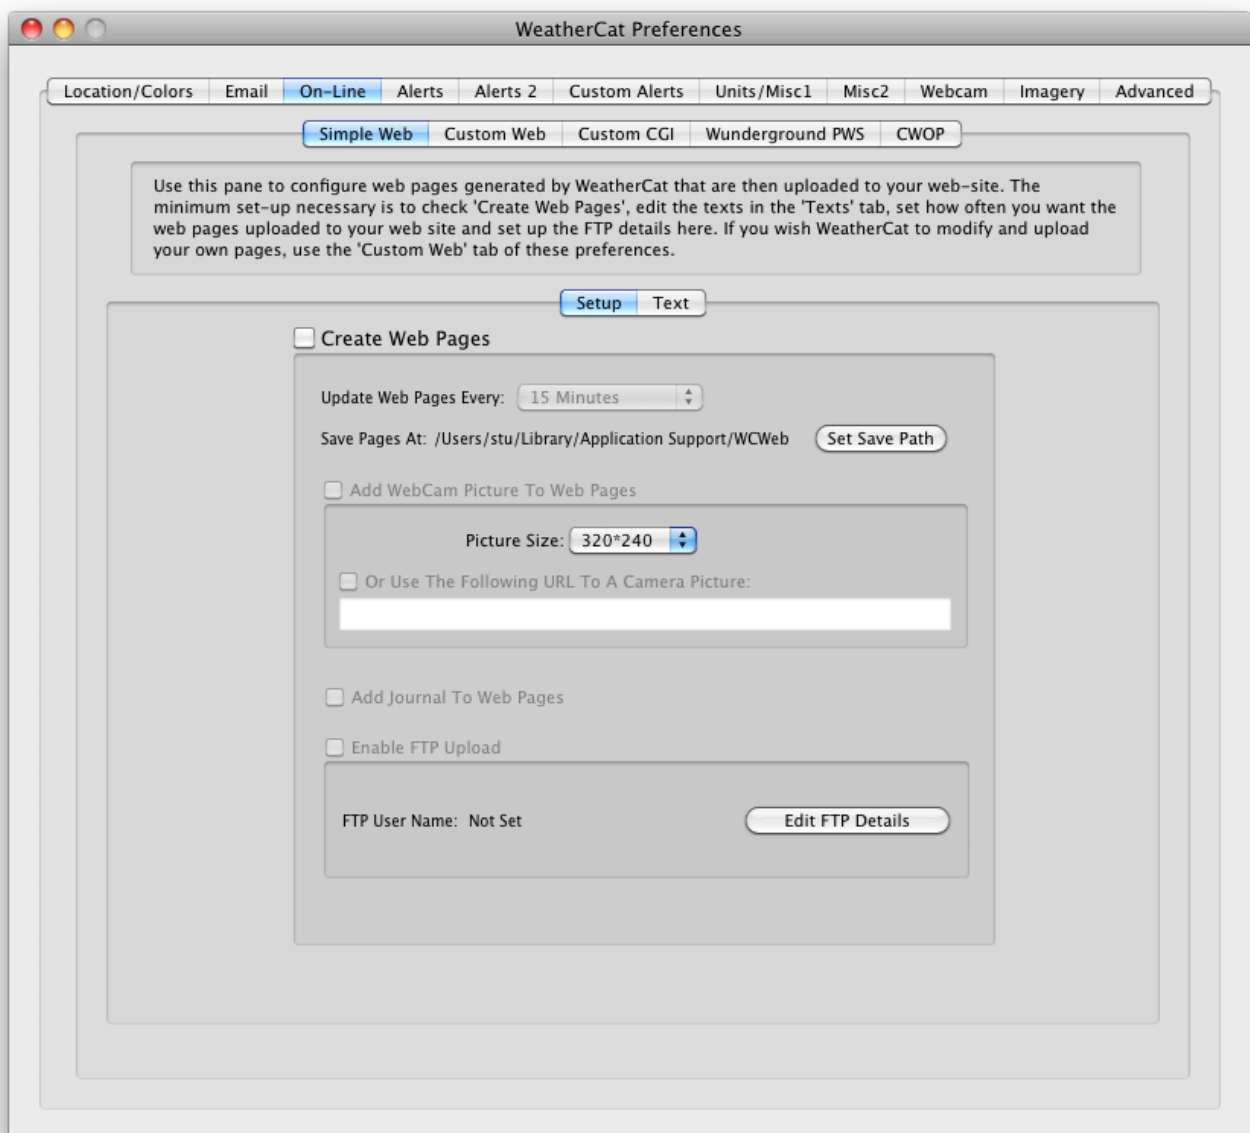 WeatherCat Preferences
Location/Colors Email On-Line Alerts Alerts 2 Custom Alerts Units/Misc1 Misc2 Webcam Imagery Advanced
Simple Web Custom Web Custom CGI Wunderground PWS CWOP
Use this pane to configure web pages generated by WeatherCat that are then uploaded to your web-site. The
minimum set-up necessary is to check 'Create Web Pages', edit the texts in the 'Texts' tab, set how often you want the
web pages uploaded to your web site and set up the FTP details here. If you wish WeatherCat to modify and upload
your own pages, use the 'Custom Web' tab of these preferences.
Setup Text
Create Web Pages
Update Web Pages Every: 15 Minutes
Save Pages At: /Users/stu/Library/Application Support/WCWeb Set Save Path
Add WebCam Picture To Web Pages
Picture Size: 320*240
Or Use The Following URL To A Camera Picture:
Add Journal To Web Pages
Enable FTP Upload
FTP User Name: Not Set Edit FTP Details